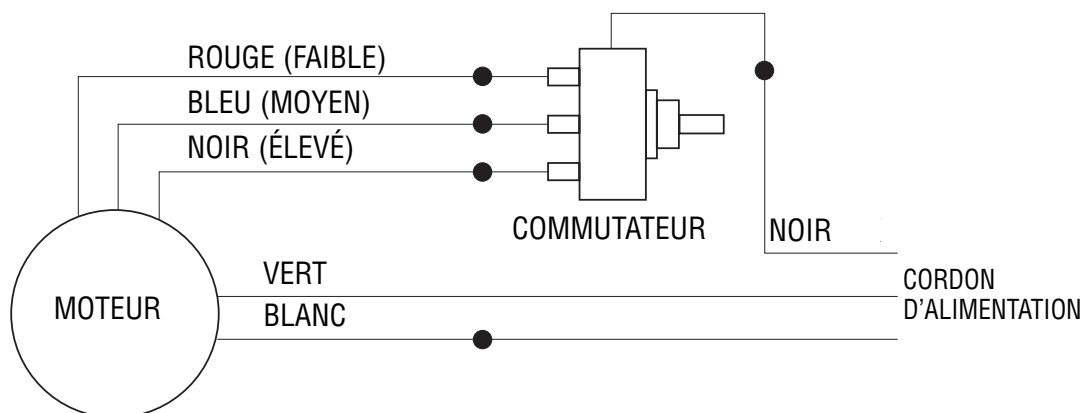 ROUGE (FAIBLE)
BLEU (MOYEN)
NOIR (ÉLEVÉ)
COMMUTATEUR
NOIR
VERT
CORDON
D'ALIMENTATION
MOTEUR
BLANC